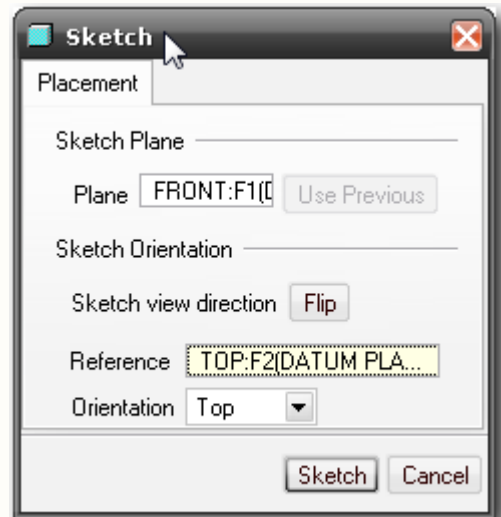 Sketch
Placement
Sketch Plane
Plane FRONT:F1(D Use Previous
Sketch Orientation
Sketch view direction Flip
Reference TOP:F2(DATUM PLA...
Orientation Top
Sketch Cancel